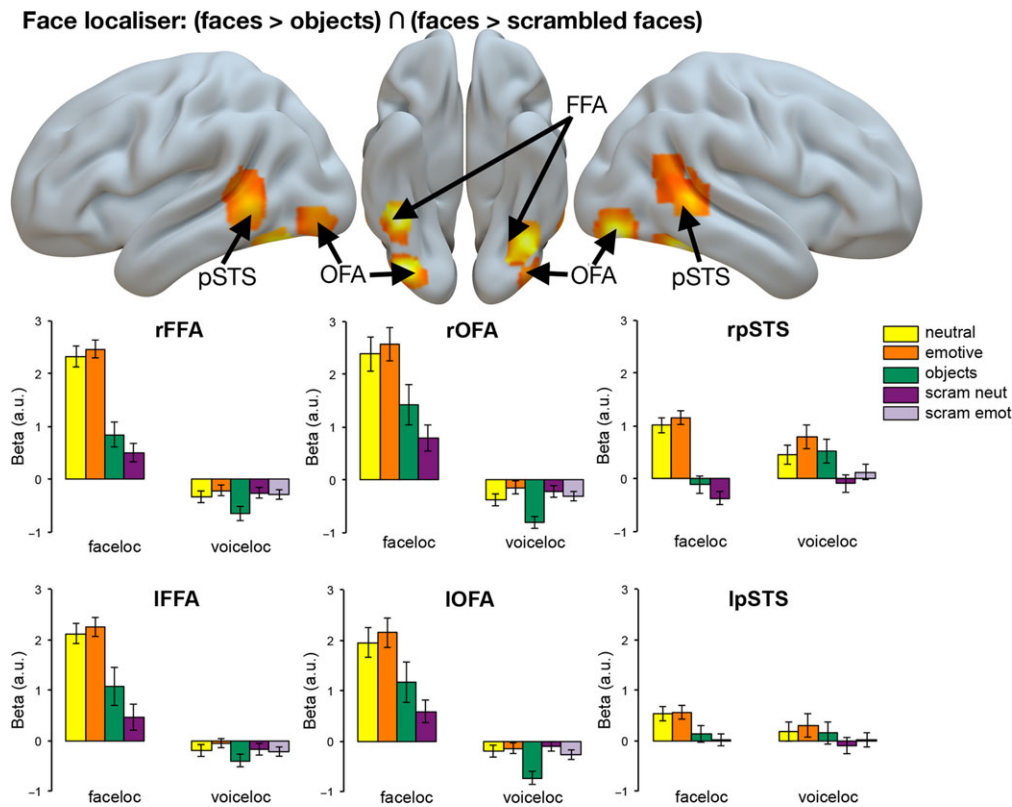 Face localiser: (faces > objects) ∩ (faces > scrambled faces)
FFA
pSTS
OFA
OFA
pSTS
rFFA
rOFA
rpSTS
neutral
emotive
objects
scram neut
scram emot
Beta (a.u.)
3
2
1
0
−1
faceloc
voiceloc
Beta (a.u.)
3
2
1
0
−1
faceloc
voiceloc
Beta (a.u.)
3
2
1
0
−1
faceloc
voiceloc
lFFA
lOFA
lpSTS
Beta (a.u.)
3
2
1
0
−1
faceloc
voiceloc
Beta (a.u.)
3
2
1
0
−1
faceloc
voiceloc
Beta (a.u.)
3
2
1
0
−1
faceloc
voiceloc